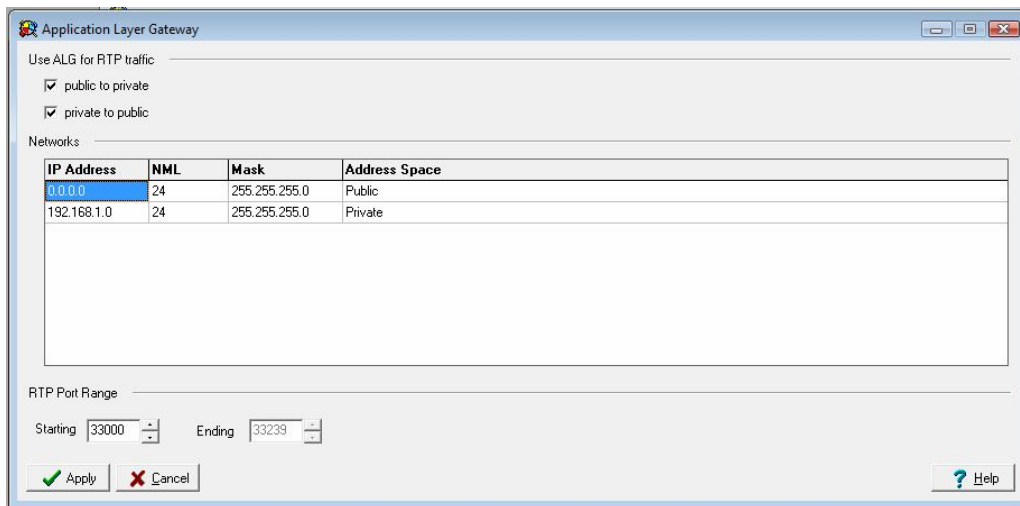 Application Layer Gateway
Use ALG for RTP traffic
public to private
private to public
Networks
IP Address NML Mask Address Space
0.0.0.0 24 255.255.255.0 Public
192.168.1.0 24 255.255.255.0 Private
RTP Port Range
Starting 33000 Ending 33239
Apply Cancel Help